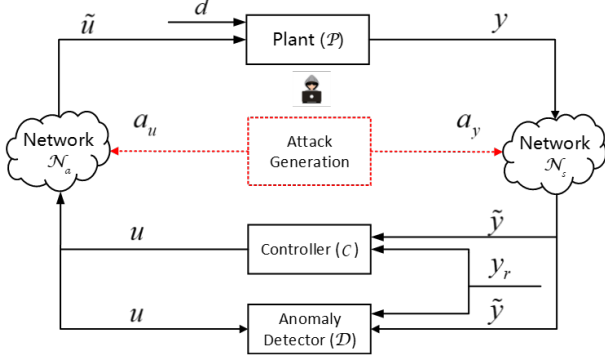 d
ũ
Plant (𝒫)
y
a_u
a_y
Network
𝒩_a
Attack
Generation
Network
𝒩_s
u
Controller (C)
ỹ
y_r
u
Anomaly
Detector (𝒟)
ỹ